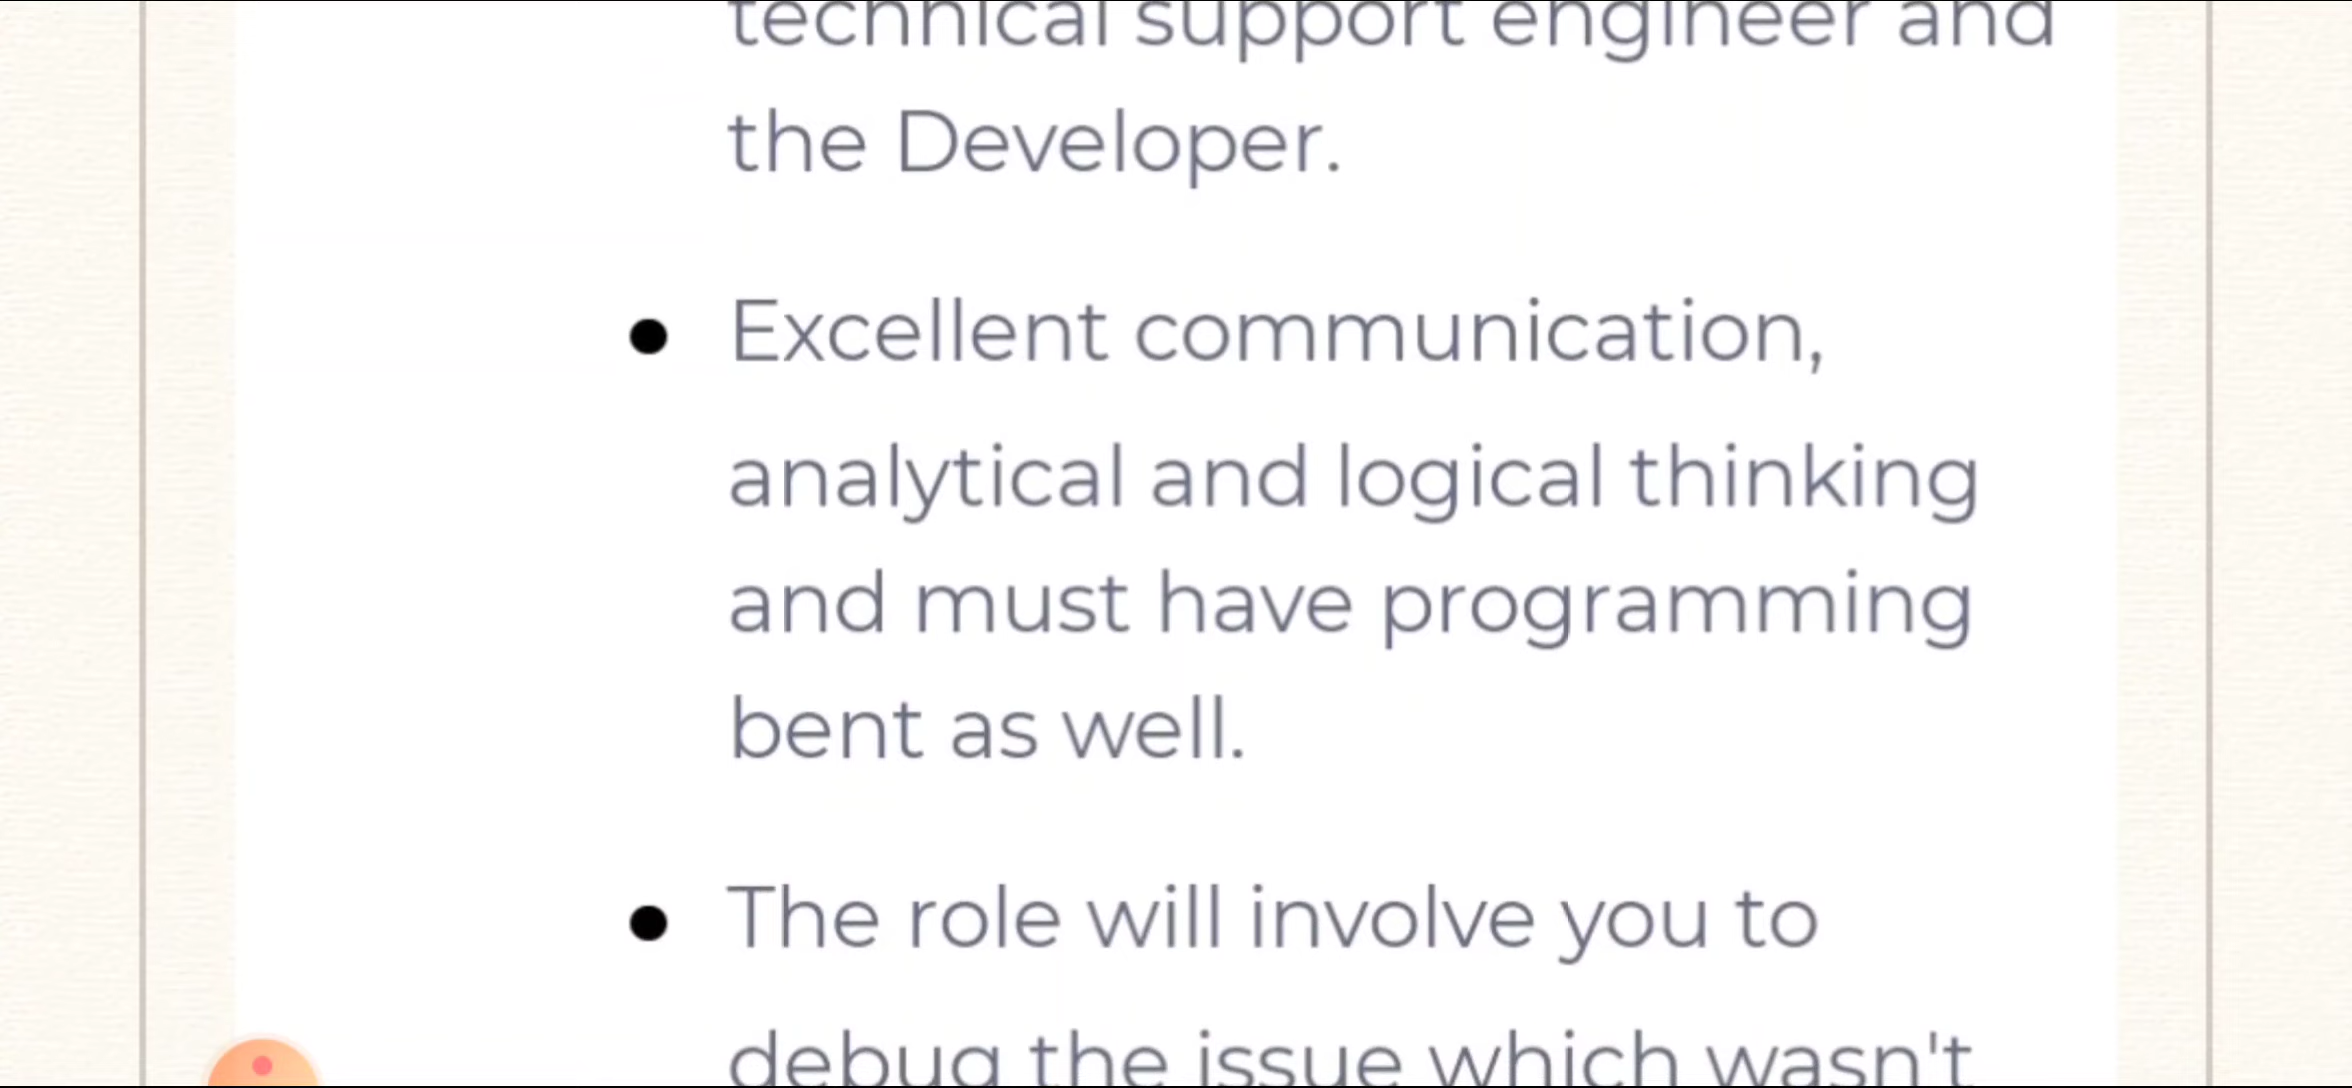 technical support engineer and
the Developer.
Excellent communication,
analytical and logical thinking
and must have programming
bent as well.
The role will involve you to
debug the issue which wasn't